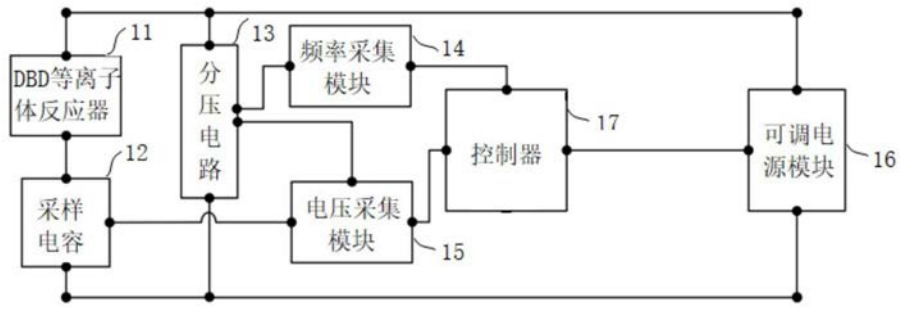 11
DBD等离子
体反应器
12
采样
电容
13
分
压
电
路
14
频率采集
模块
电压采集
模块
15
控制器
17
可调电
源模块
16